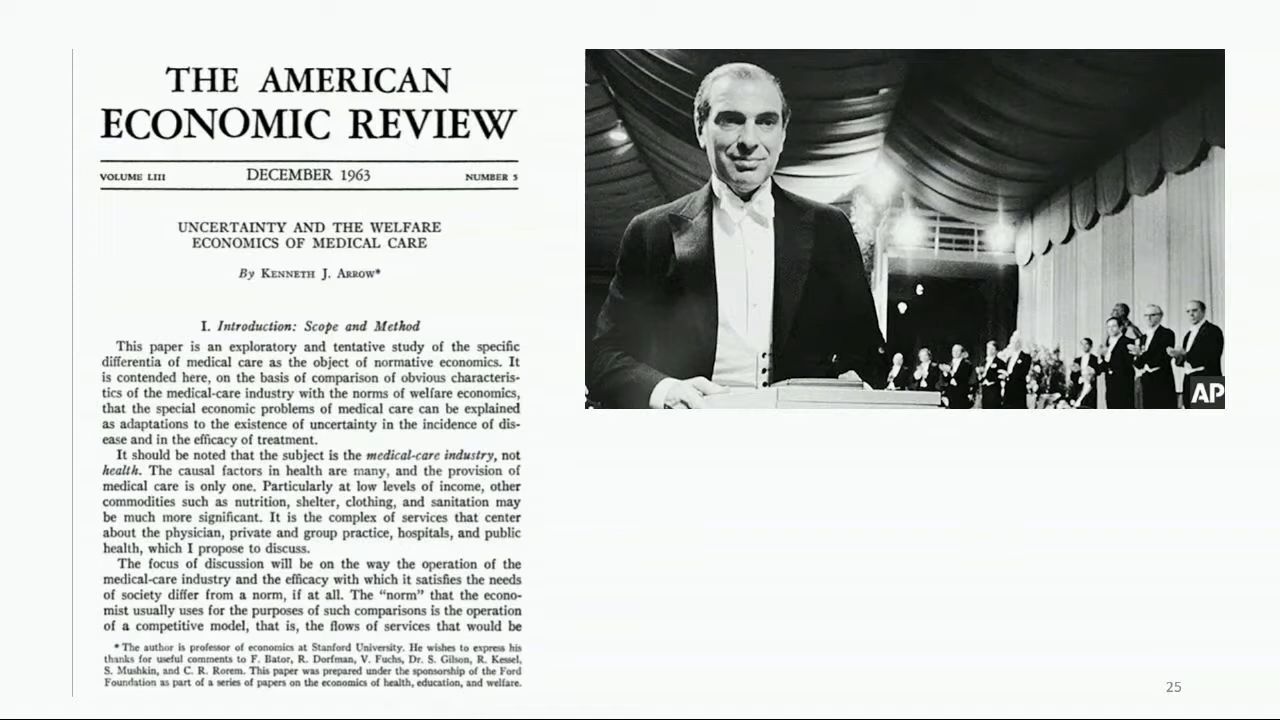 THE AMERICAN
ECONOMIC REVIEW
VOLUME LIII DECEMBER 1963 NUMBER 5
UNCERTAINTY AND THE WELFARE
ECONOMICS OF MEDICAL CARE
By KENNETH J. ARROW*
I. Introduction: Scope and Method
This paper is an exploratory and tentative study of the specific
differentia of medical care as the object of normative economics. It
is contended here, on the basis of comparison of obvious characteris-
tics of the medical-care industry with the norms of welfare economics,
that the special economic problems of medical care can be explained
as adaptations to the existence of uncertainty in the incidence of dis-
ease and in the efficacy of treatment.
It should be noted that the subject is the medical-care industry, not
health. The causal factors in health are many, and the provision of
medical care is only one. Particularly at low levels of income, other
commodities such as nutrition, shelter, clothing, and sanitation may
be much more significant. It is the complex of services that center
about the physician, private and group practice, hospitals, and public
health, which I propose to discuss.
The focus of discussion will be on the way the operation of the
medical-care industry and the efficacy with which it satisfies the needs
of society differ from a norm, if at all. The “norm” that the econo-
mist usually uses for the purposes of such comparisons is the operation
of a competitive model, that is, the flows of services that would be
* The author is professor of economics at Stanford University. He wishes to express his
thanks for useful comments to F. Bator, R. Dorfman, V. Fuchs, Dr. S. Gilson, R. Kessel,
S. Mushkin, and C. R. Rorem. This paper was prepared under the sponsorship of the Ford
Foundation as part of a series of papers on the economics of health, education, and welfare.
AP
25